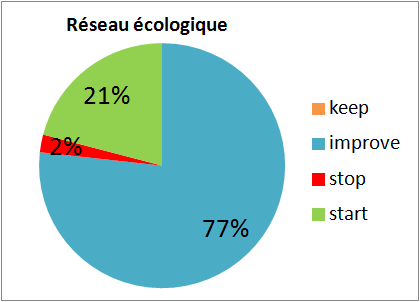 Réseau écologique
21%
2%
77%
keep
improve
stop
start